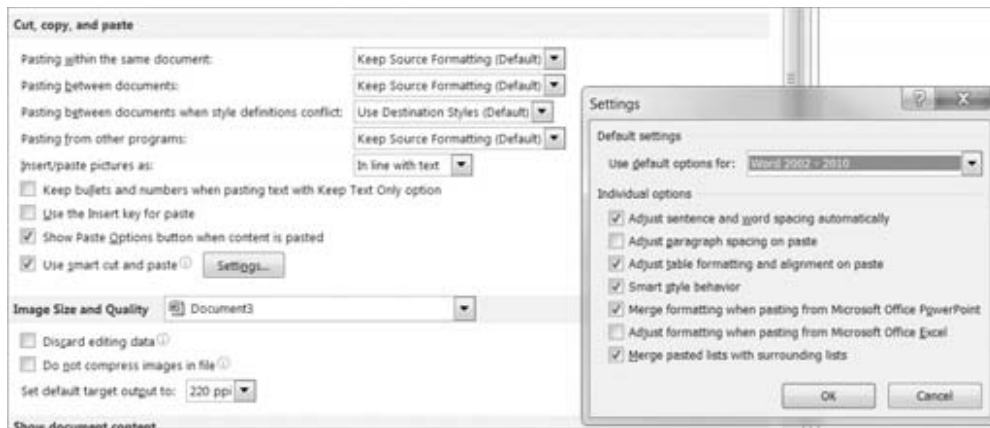 Cut, copy, and paste
Pasting within the same document: Keep Source Formatting (Default)
Pasting between documents: Keep Source Formatting (Default)
Pasting between documents when style definitions conflict: Use Destination Styles (Default)
Pasting from other programs: Keep Source Formatting (Default)
Insert/paste pictures as: In line with text
Keep bullets and numbers when pasting text with Keep Text Only option
Use the Insert key for paste
Show Paste Options button when content is pasted
Use smart cut and paste Settings...
Image Size and Quality Document3
Discard editing data
Do not compress images in file
Set default target output to: 220 ppi
Show document content
Settings
Default settings
Use default options for: Word 2002 - 2010
Individual options
Adjust sentence and word spacing automatically
Adjust paragraph spacing on paste
Adjust table formatting and alignment on paste
Smart style behavior
Merge formatting when pasting from Microsoft Office PowerPoint
Adjust formatting when pasting from Microsoft Office Excel
Merge pasted lists with surrounding lists
OK Cancel